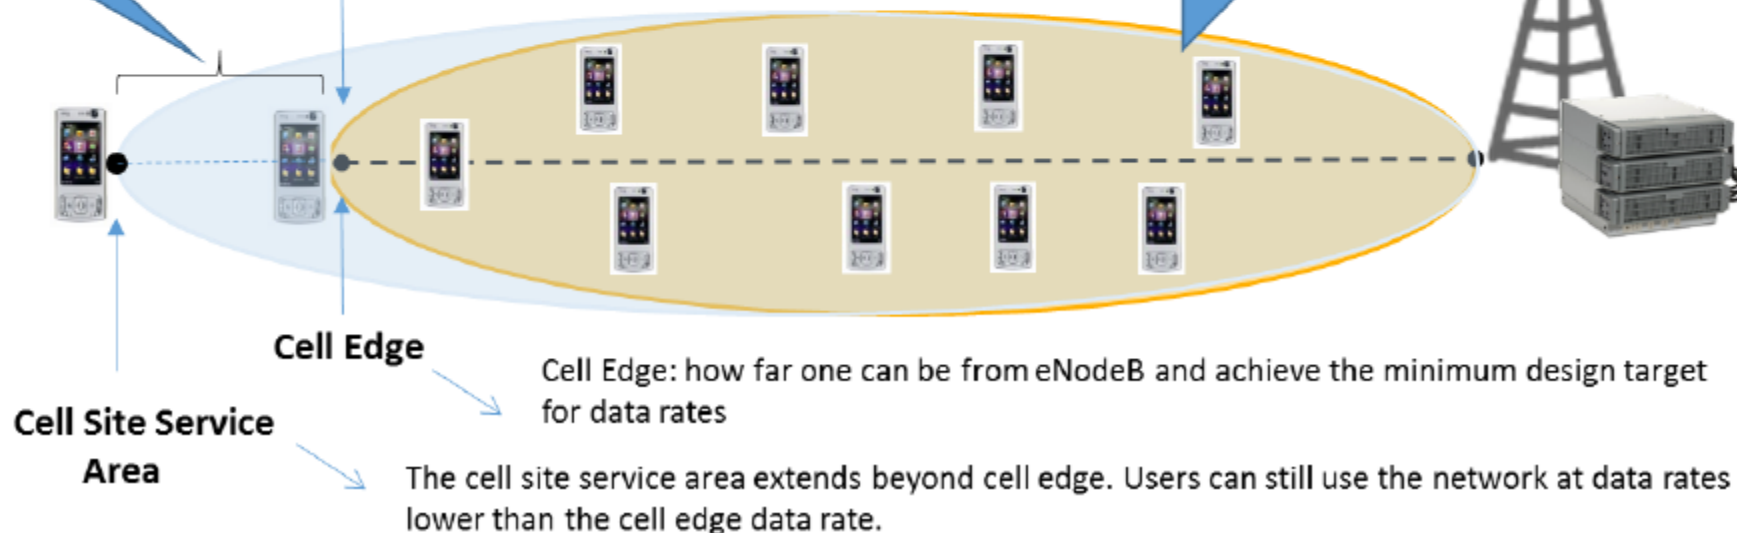 Cell Edge
Cell Edge: how far one can be from eNodeB and achieve the minimum design target
for data rates
Cell Site Service
Area
The cell site service area extends beyond cell edge. Users can still use the network at data rates
lower than the cell edge data rate.